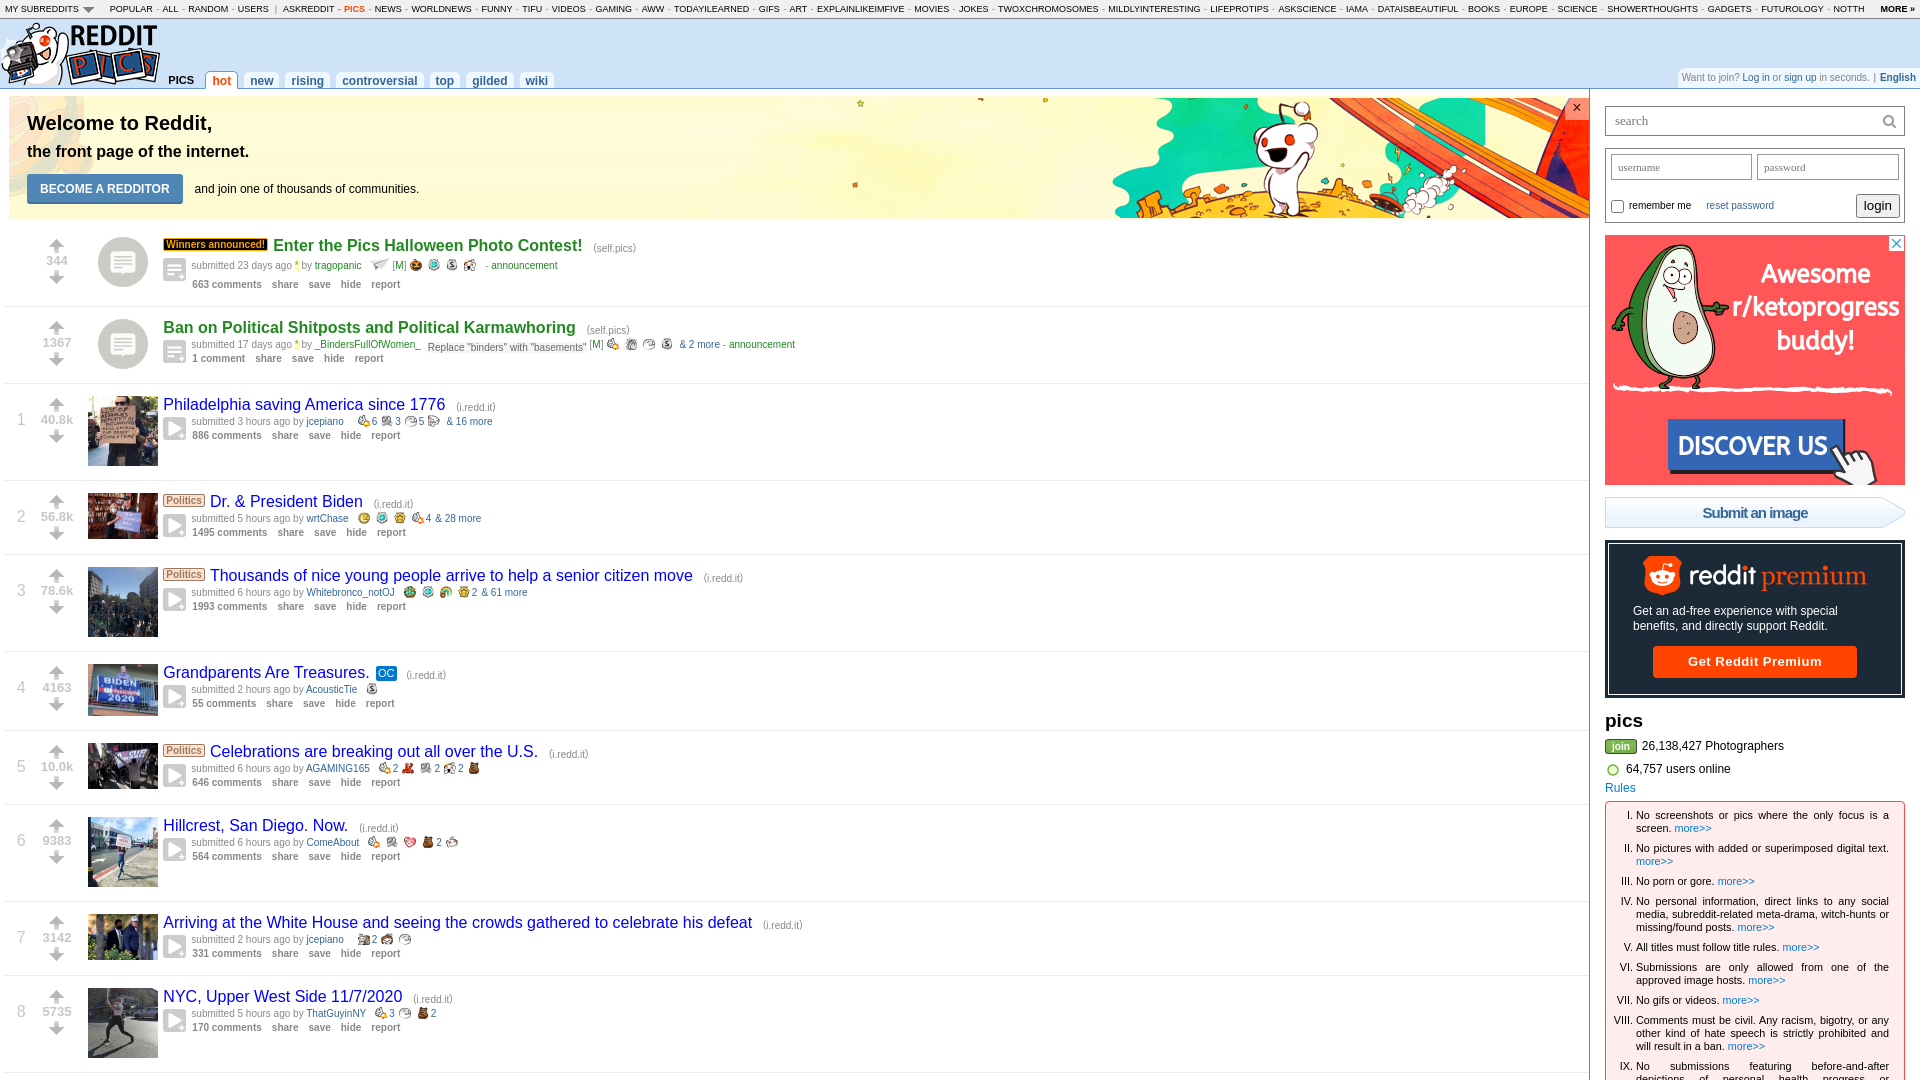 MY SUBREDDITS POPULAR - ALL - RANDOM - USERS | ASKREDDIT - PICS - NEWS - WORLDNEWS - FUNNY - TIFU - VIDEOS - GAMING - AWW - TODAYILEARNED - GIFS - ART - EXPLAINLIKEIMFIVE - MOVIES - JOKES - TWOXCHROMOSOMES - MILDLYINTERESTING - LIFEPROTIPS - ASKSCIENCE - IAMA - DATAISBEAUTIFUL - BOOKS - EUROPE - SCIENCE - SHOWERTHOUGHTS - GADGETS - FUTUROLOGY - NOTTH MORE »
REDDIT
PICS
PICS hot new rising controversial top gilded wiki
Want to join? Log in or sign up in seconds. | English
Welcome to Reddit,
the front page of the internet.
BECOME A REDDITOR and join one of thousands of communities.
×
344
Winners announced! Enter the Pics Halloween Photo Contest! (self.pics)
submitted 23 days ago * by tragopanic [M] - announcement
663 comments share save hide report
1367
Ban on Political Shitposts and Political Karmawhoring (self.pics)
submitted 17 days ago * by _BindersFullOfWomen_ Replace "binders" with "basements" [M] & 2 more - announcement
1 comment share save hide report
1
40.8k
Philadelphia saving America since 1776 (i.redd.it)
submitted 3 hours ago by jcepiano 6 3 5 & 16 more
886 comments share save hide report
2
56.8k
Politics Dr. & President Biden (i.redd.it)
submitted 5 hours ago by wrtChase 4 & 28 more
1495 comments share save hide report
3
78.6k
Politics Thousands of nice young people arrive to help a senior citizen move (i.redd.it)
submitted 6 hours ago by Whitebronco_notOJ 2 & 61 more
1993 comments share save hide report
4
4163
BIDEN
2020
Grandparents Are Treasures. OC (i.redd.it)
submitted 2 hours ago by AcousticTie
55 comments share save hide report
5
10.0k
Politics Celebrations are breaking out all over the U.S. (i.redd.it)
submitted 6 hours ago by AGAMING165 2 2 2
646 comments share save hide report
6
9383
Hillcrest, San Diego. Now. (i.redd.it)
submitted 6 hours ago by ComeAbout 2
564 comments share save hide report
7
3142
Arriving at the White House and seeing the crowds gathered to celebrate his defeat (i.redd.it)
submitted 2 hours ago by jcepiano 2
331 comments share save hide report
8
5735
NYC, Upper West Side 11/7/2020 (i.redd.it)
submitted 5 hours ago by ThatGuyinNY 3 2
170 comments share save hide report
search
username password
remember me reset password login
Awesome
r/ketoprogress
buddy!
DISCOVER US
Submit an image
reddit premium
Get an ad-free experience with special
benefits, and directly support Reddit.
Get Reddit Premium
pics
join 26,138,427 Photographers
64,757 users online
Rules
I. No screenshots or pics where the only focus is a
screen. more>>
II. No pictures with added or superimposed digital text.
more>>
III. No porn or gore. more>>
IV. No personal information, direct links to any social
media, subreddit-related meta-drama, witch-hunts or
missing/found posts. more>>
V. All titles must follow title rules. more>>
VI. Submissions are only allowed from one of the
approved image hosts. more>>
VII. No gifs or videos. more>>
VIII. Comments must be civil. Any racism, bigotry, or any
other kind of hate speech is strictly prohibited and
will result in a ban. more>>
IX. No submissions featuring before-and-after
depictions of personal health progress or